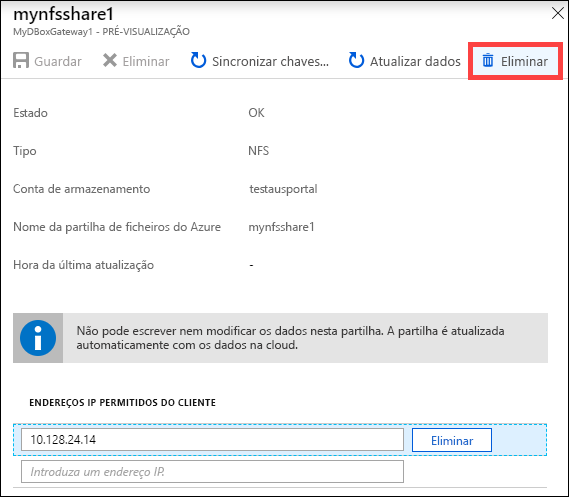 mynfsshare1
MyDBoxGateway1 - PRÉ-VISUALIZAÇÃO
Guardar Eliminar Sincronizar chaves... Atualizar dados Eliminar
Estado OK
Tipo NFS
Conta de armazenamento testausportal
Nome da partilha de ficheiros do Azure mynfsshare1
Hora da última atualização -
Não pode escrever nem modificar os dados nesta partilha. A partilha é atualizada
automaticamente com os dados na cloud.
ENDEREÇOS IP PERMITIDOS DO CLIENTE
10.128.24.14 Eliminar
Introduza um endereço IP.